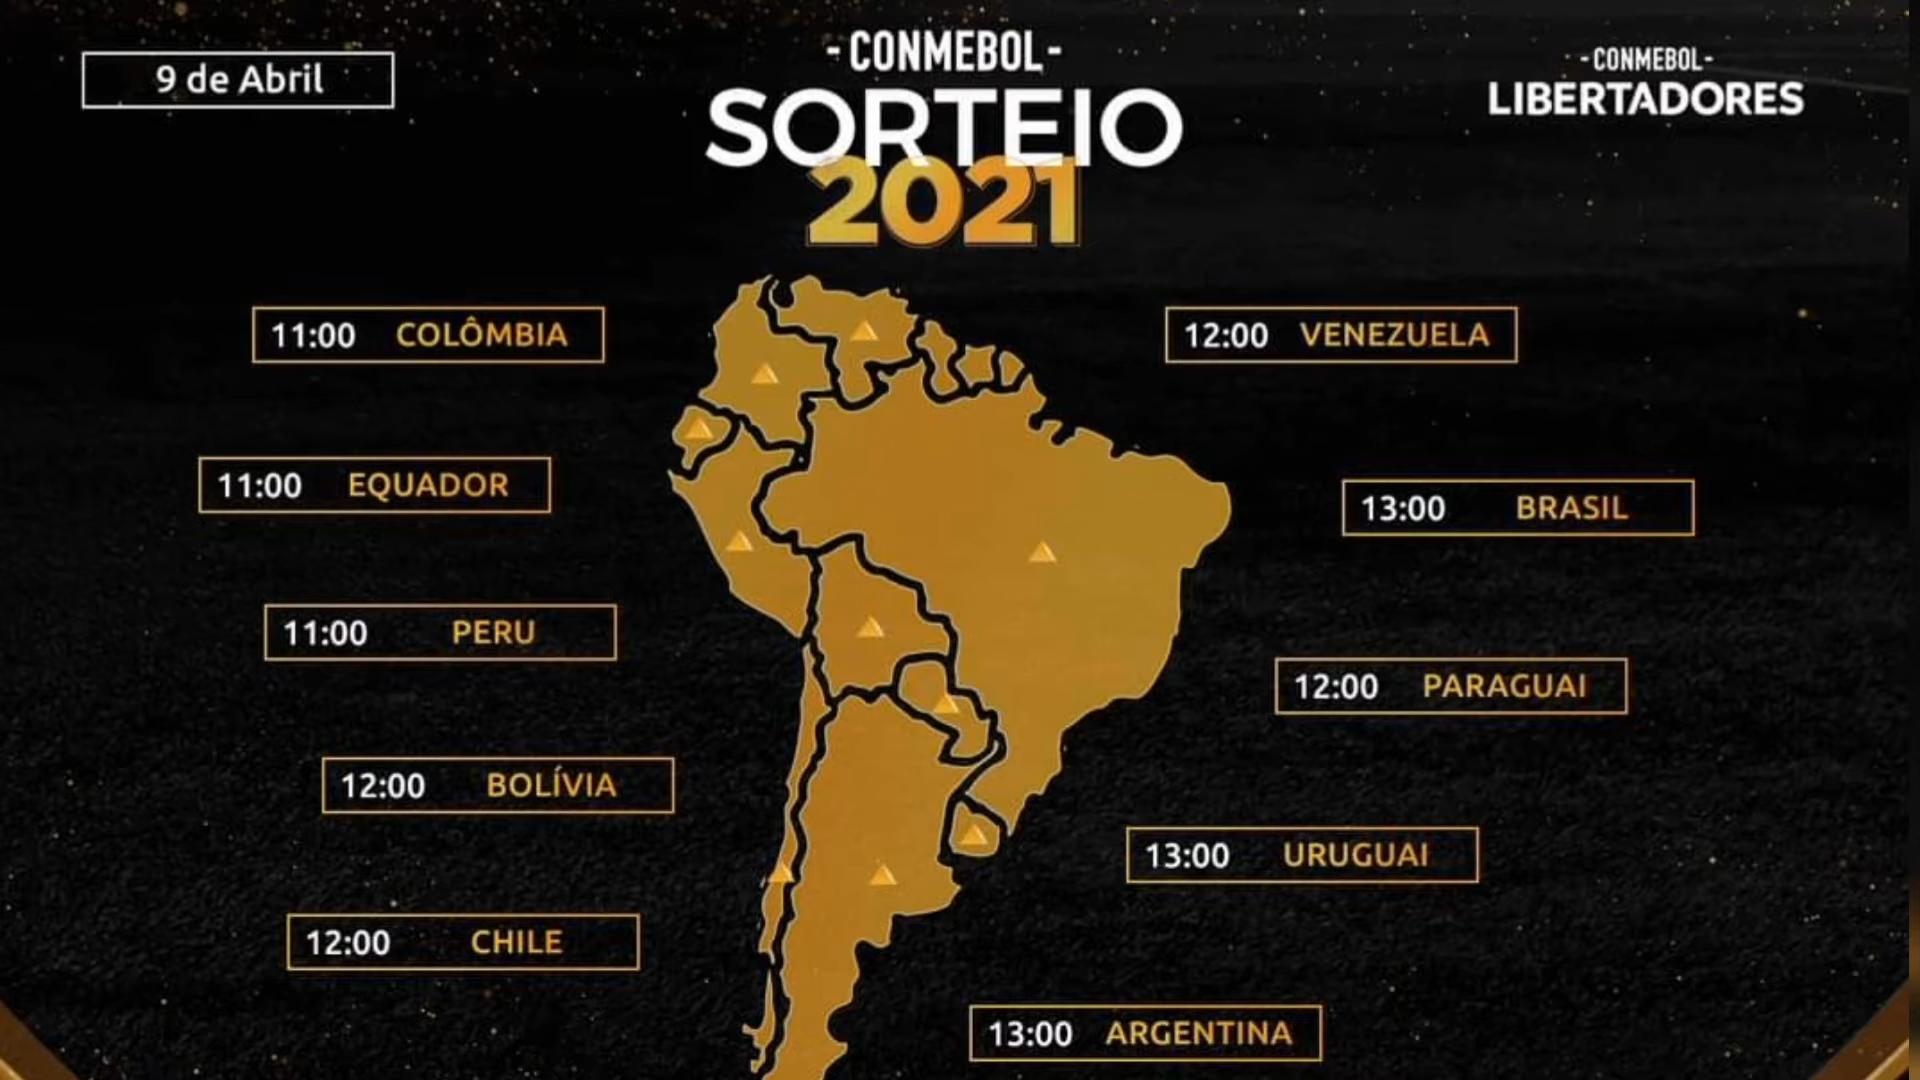 9 de Abril
- CONMEBOL -
SORTEIO
2021
- CONMEBOL -
LIBERTADORES
11:00 COLÔMBIA
12:00 VENEZUELA
11:00 EQUADOR
13:00 BRASIL
11:00 PERU
12:00 PARAGUAI
12:00 BOLÍVIA
13:00 URUGUAI
12:00 CHILE
13:00 ARGENTINA